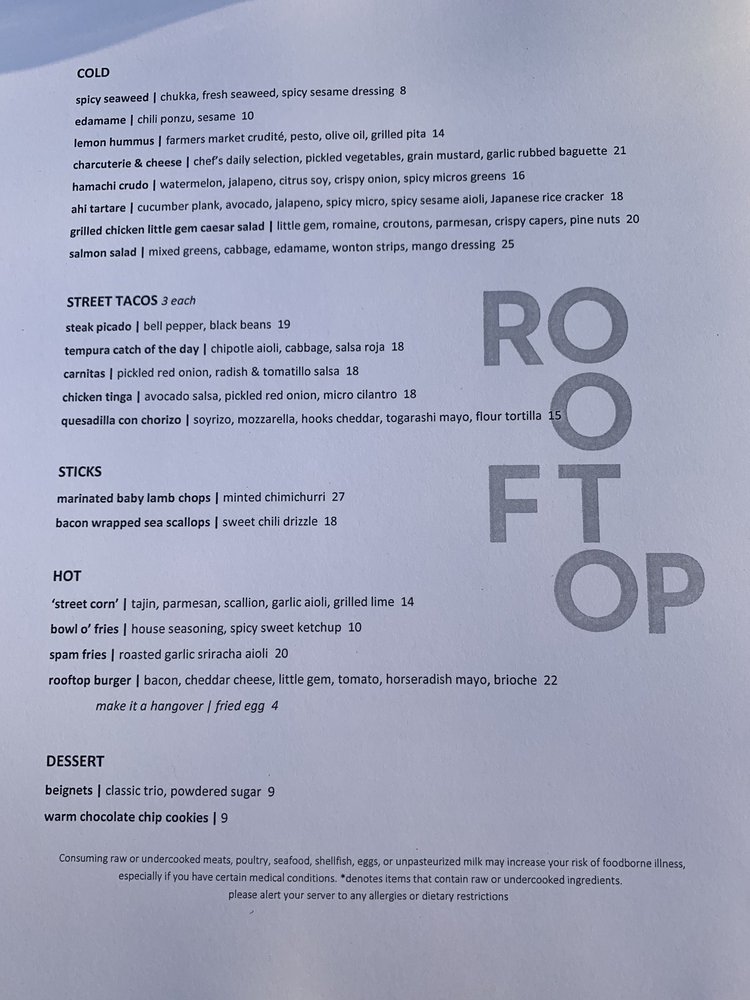 COLD
spicy seaweed | chukka, fresh seaweed, spicy sesame dressing 8
edamame | chili ponzu, sesame 10
lemon hummus | farmers market crudité, pesto, olive oil, grilled pita 14
charcuterie & cheese | chef's daily selection, pickled vegetables, grain mustard, garlic rubbed baguette 21
hamachi crudo | watermelon, jalapeno, citrus soy, crispy onion, spicy micros greens 16
ahi tartare | cucumber plank, avocado, jalapeno, spicy micro, spicy sesame aioli, Japanese rice cracker 18
grilled chicken little gem caesar salad | little gem, romaine, croutons, parmesan, crispy capers, pine nuts 20
salmon salad | mixed greens, cabbage, edamame, wonton strips, mango dressing 25
STREET TACOS 3 each
steak picado | bell pepper, black beans 19
tempura catch of the day | chipotle aioli, cabbage, salsa roja 18
carnitas | pickled red onion, radish & tomatillo salsa 18
chicken tinga | avocado salsa, pickled red onion, micro cilantro 18
quesadilla con chorizo | soyrizo, mozzarella, hooks cheddar, togarashi mayo, flour tortilla 15
RO
O
FT
OP
STICKS
marinated baby lamb chops | minted chimichurri 27
bacon wrapped sea scallops | sweet chili drizzle 18
HOT
‘street corn’ | tajin, parmesan, scallion, garlic aioli, grilled lime 14
bowl o’ fries | house seasoning, spicy sweet ketchup 10
spam fries | roasted garlic sriracha aioli 20
rooftop burger | bacon, cheddar cheese, little gem, tomato, horseradish mayo, brioche 22
make it a hangover | fried egg 4
DESSERT
beignets | classic trio, powdered sugar 9
warm chocolate chip cookies | 9
Consuming raw or undercooked meats, poultry, seafood, shellfish, eggs, or unpasteurized milk may increase your risk of foodborne illness,
especially if you have certain medical conditions. *denotes items that contain raw or undercooked ingredients.
please alert your server to any allergies or dietary restrictions